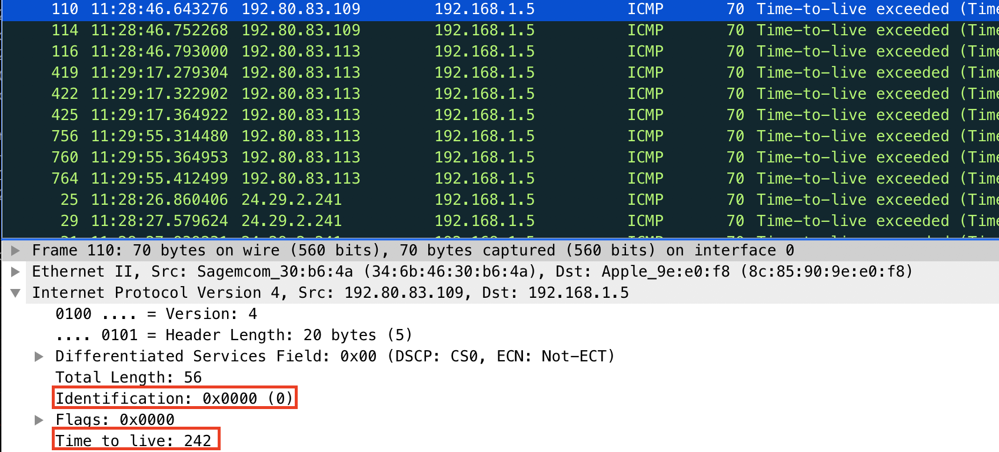 110 11:28:46.643276 192.80.83.109 192.168.1.5 ICMP 70 Time-to-live exceeded (Time
114 11:28:46.752268 192.80.83.109 192.168.1.5 ICMP 70 Time-to-live exceeded (Time
116 11:28:46.793000 192.80.83.113 192.168.1.5 ICMP 70 Time-to-live exceeded (Time
419 11:29:17.279304 192.80.83.113 192.168.1.5 ICMP 70 Time-to-live exceeded (Time
422 11:29:17.322902 192.80.83.113 192.168.1.5 ICMP 70 Time-to-live exceeded (Time
425 11:29:17.364922 192.80.83.113 192.168.1.5 ICMP 70 Time-to-live exceeded (Time
756 11:29:55.314480 192.80.83.113 192.168.1.5 ICMP 70 Time-to-live exceeded (Time
760 11:29:55.364953 192.80.83.113 192.168.1.5 ICMP 70 Time-to-live exceeded (Time
764 11:29:55.412499 192.80.83.113 192.168.1.5 ICMP 70 Time-to-live exceeded (Time
25 11:28:26.860406 24.29.2.241 192.168.1.5 ICMP 70 Time-to-live exceeded (Time
29 11:28:27.579624 24.29.2.241 192.168.1.5 ICMP 70 Time-to-live exceeded (Time
Frame 110: 70 bytes on wire (560 bits), 70 bytes captured (560 bits) on interface 0
Ethernet II, Src: Sagemcom_30:b6:4a (34:6b:46:30:b6:4a), Dst: Apple_9e:e0:f8 (8c:85:90:9e:e0:f8)
Internet Protocol Version 4, Src: 192.80.83.109, Dst: 192.168.1.5
0100 .... = Version: 4
.... 0101 = Header Length: 20 bytes (5)
Differentiated Services Field: 0x00 (DSCP: CS0, ECN: Not-ECT)
Total Length: 56
Identification: 0x0000 (0)
Flags: 0x0000
Time to live: 242